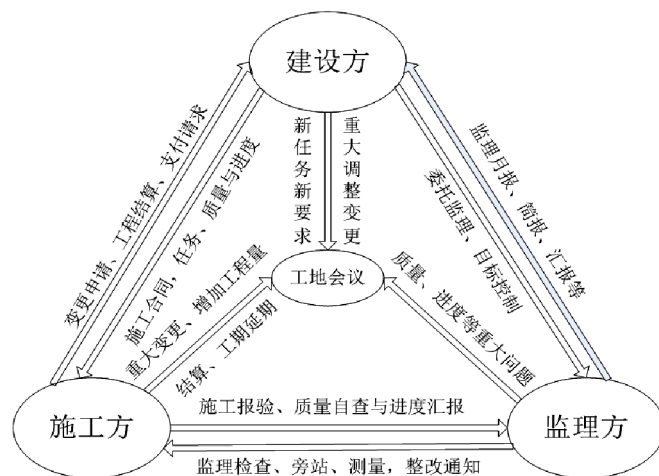 建设方
变更申请、工程结算、支付请求
施工合同，任务、质量与进度
新任务新要求
重大调整变更
委托监理、目标控制
监理月报、简报、汇报等
工地会议
重大变更、增加工程量
结算、工期延期
质量、进度等重大问题
施工方
施工报验、质量自查与进度汇报
监理检查、旁站、测量，整改通知
监理方